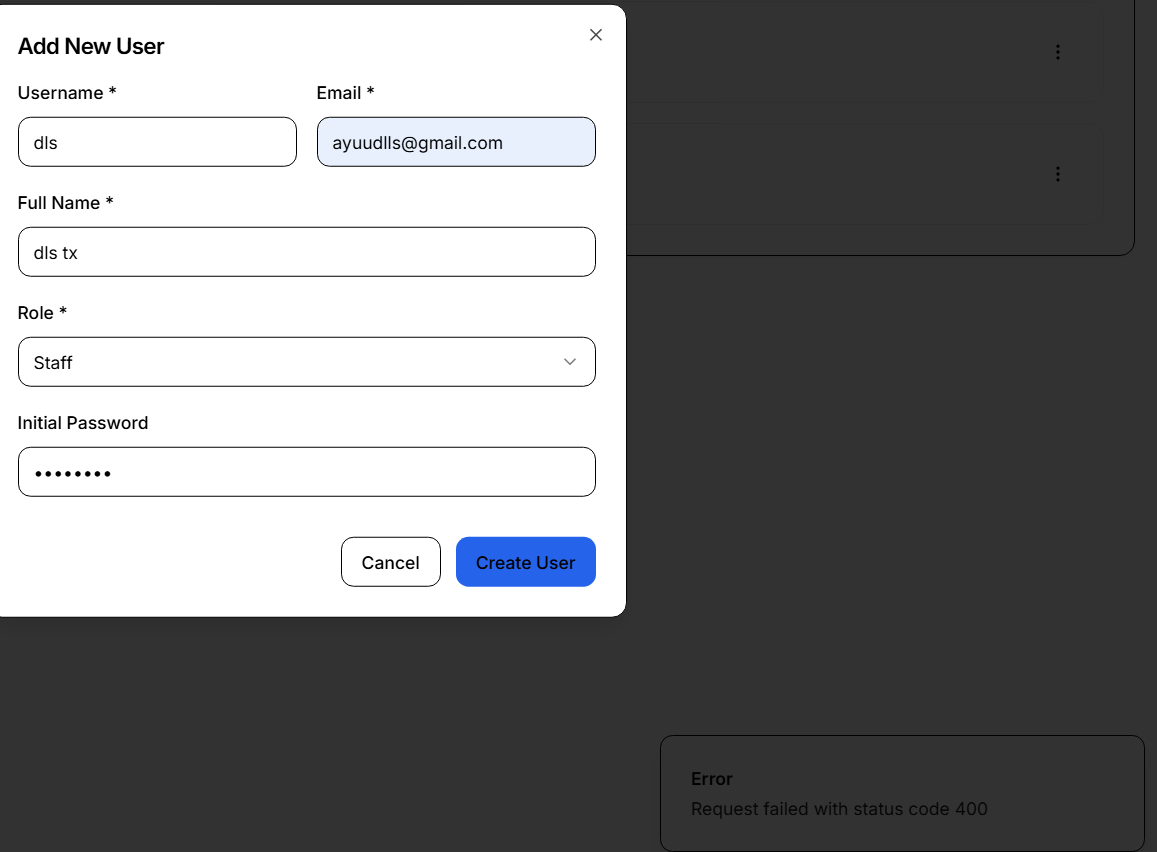 Add New User
Username * Email *
dls ayuudlls@gmail.com
Full Name *
dls tx
Role *
Staff
Initial Password
••••••••
Cancel Create User
Error
Request failed with status code 400